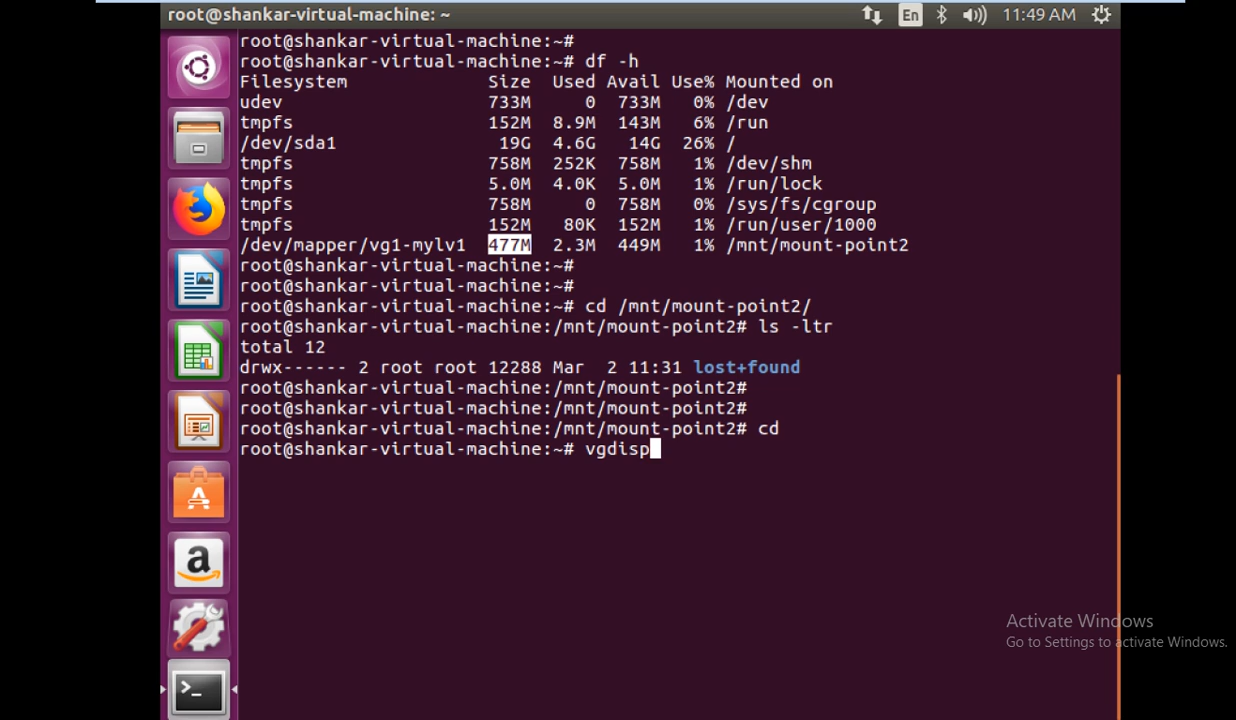 root@shankar-virtual-machine: ~
En
11:49 AM
root@shankar-virtual-machine:~#
root@shankar-virtual-machine:~# df -h
Filesystem Size Used Avail Use% Mounted on
udev 733M 0 733M 0% /dev
tmpfs 152M 8.9M 143M 6% /run
/dev/sda1 19G 4.6G 14G 26% /
tmpfs 758M 252K 758M 1% /dev/shm
tmpfs 5.0M 4.0K 5.0M 1% /run/lock
tmpfs 758M 0 758M 0% /sys/fs/cgroup
tmpfs 152M 80K 152M 1% /run/user/1000
/dev/mapper/vg1-mylv1 477M 2.3M 449M 1% /mnt/mount-point2
root@shankar-virtual-machine:~#
root@shankar-virtual-machine:~#
root@shankar-virtual-machine:~# cd /mnt/mount-point2/
root@shankar-virtual-machine:/mnt/mount-point2# ls -ltr
total 12
drwx------ 2 root root 12288 Mar 2 11:31 lost+found
root@shankar-virtual-machine:/mnt/mount-point2#
root@shankar-virtual-machine:/mnt/mount-point2#
root@shankar-virtual-machine:/mnt/mount-point2# cd
root@shankar-virtual-machine:~# vgdisp
Activate Windows
Go to Settings to activate Windows.